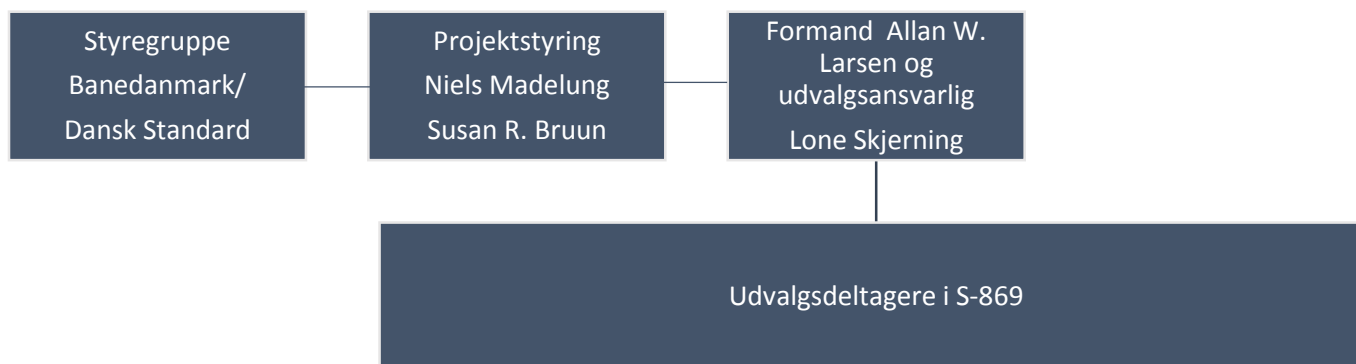 Styregruppe
Banedanmark/
Dansk Standard
Projektstyring
Niels Madelung
Susan R. Bruun
Formand Allan W.
Larsen og
udvalgsansvarlig
Lone Skjerning
Udvalgsdeltagere i S-869